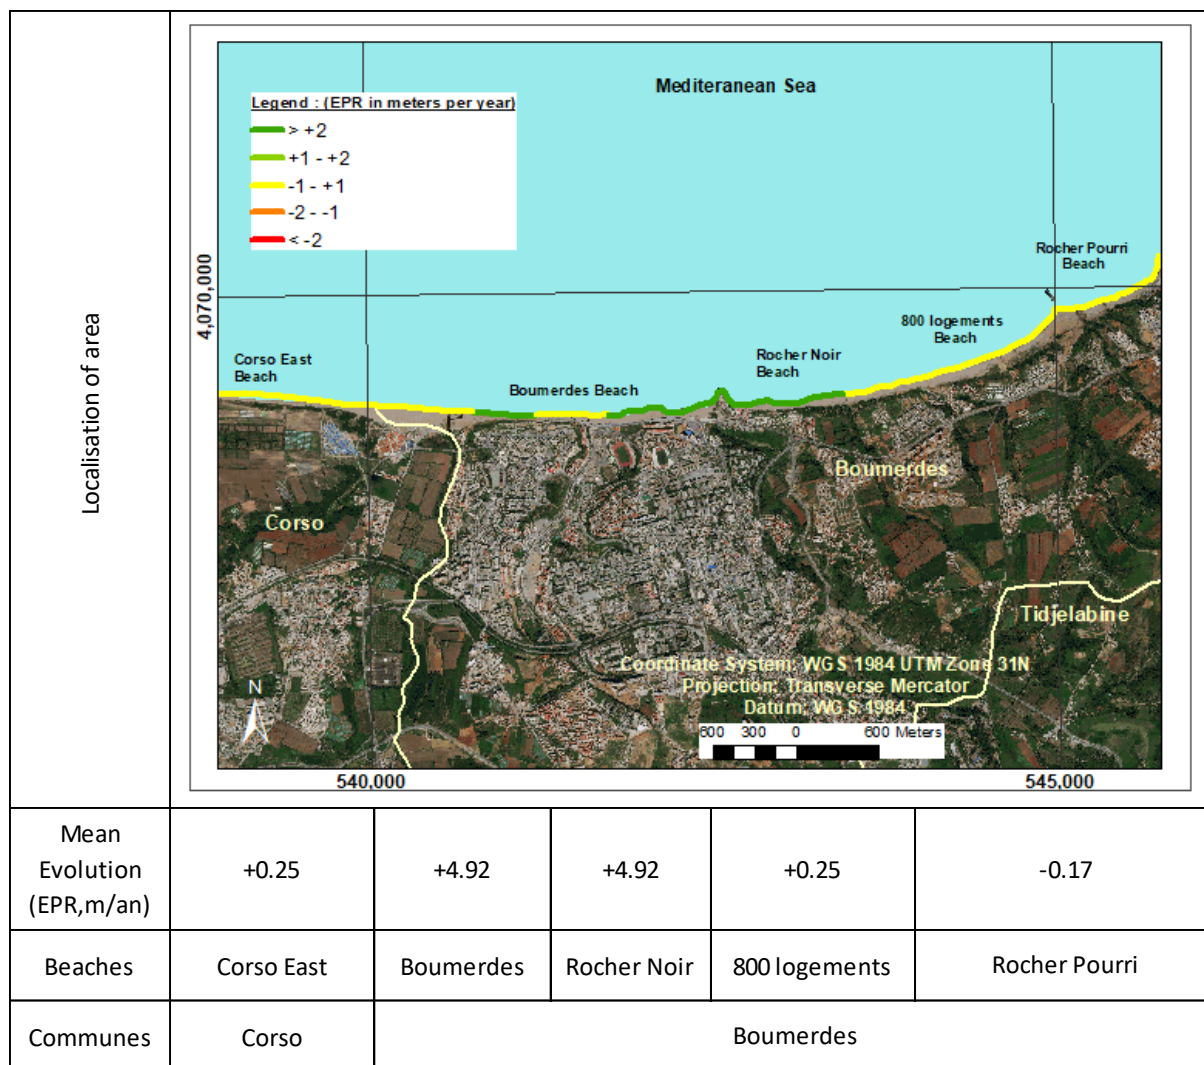 Localisation of area
Mediteranean Sea
Legend : (EPR in meters per year)
> +2
+1 - +2
-1 - +1
-2 - -1
< -2
4,070,000
Rocher Pourri
Beach
800 logements
Beach
Rocher Noir
Beach
Corso East
Beach
Boumerdes Beach
Boumerdes
Corso
Tidjelabine
Coordinate System: WGS 1984 UTM Zone 31N
Projection: Transverse Mercator
Datum: WGS 1984
N
600 300 0 600 Meters
540,000 545,000
Mean
Evolution
(EPR,m/an)
+0.25 +4.92 +4.92 +0.25 -0.17
Beaches Corso East Boumerdes Rocher Noir 800 logements Rocher Pourri
Communes Corso Boumerdes